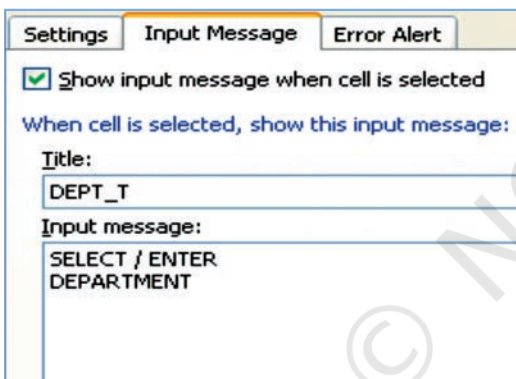 Settings
Input Message
Error Alert
Show input message when cell is selected
When cell is selected, show this input message:
Title:
DEPT_T
Input message:
SELECT / ENTER
DEPARTMENT
©